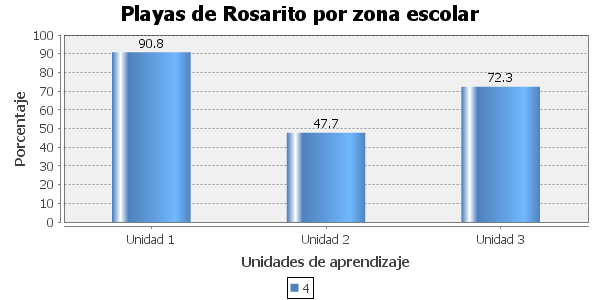 Playas de Rosarito por zona escolar
Porcentaje
100
90
80
70
60
50
40
30
20
10
0
90.8
47.7
72.3
Unidad 1
Unidad 2
Unidad 3
Unidades de aprendizaje
4